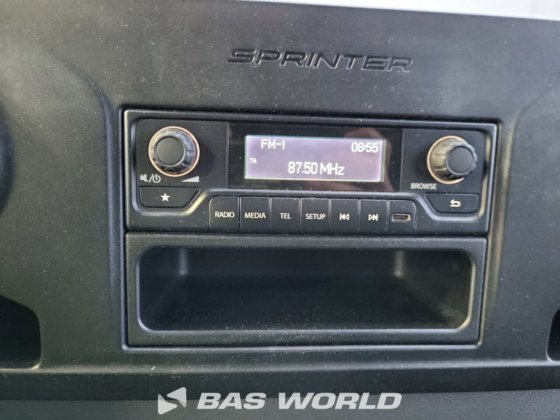 SPRINTER
FM-1 08:55
TA
87.50 MHz
BROWSE
RADIO MEDIA TEL SETUP
BAS WORLD